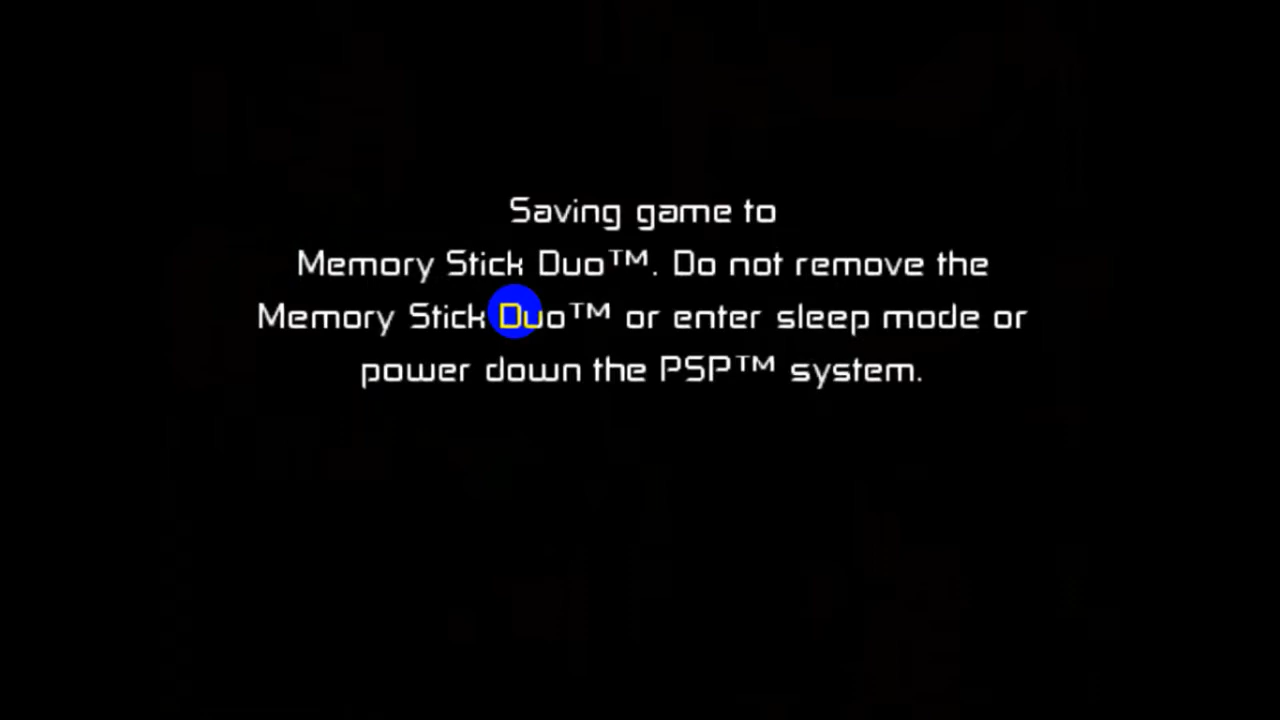 Saving game to
Memory Stick Duo™. Do not remove the
Memory Stick Duo™ or enter sleep mode or
power down the PSP™ system.